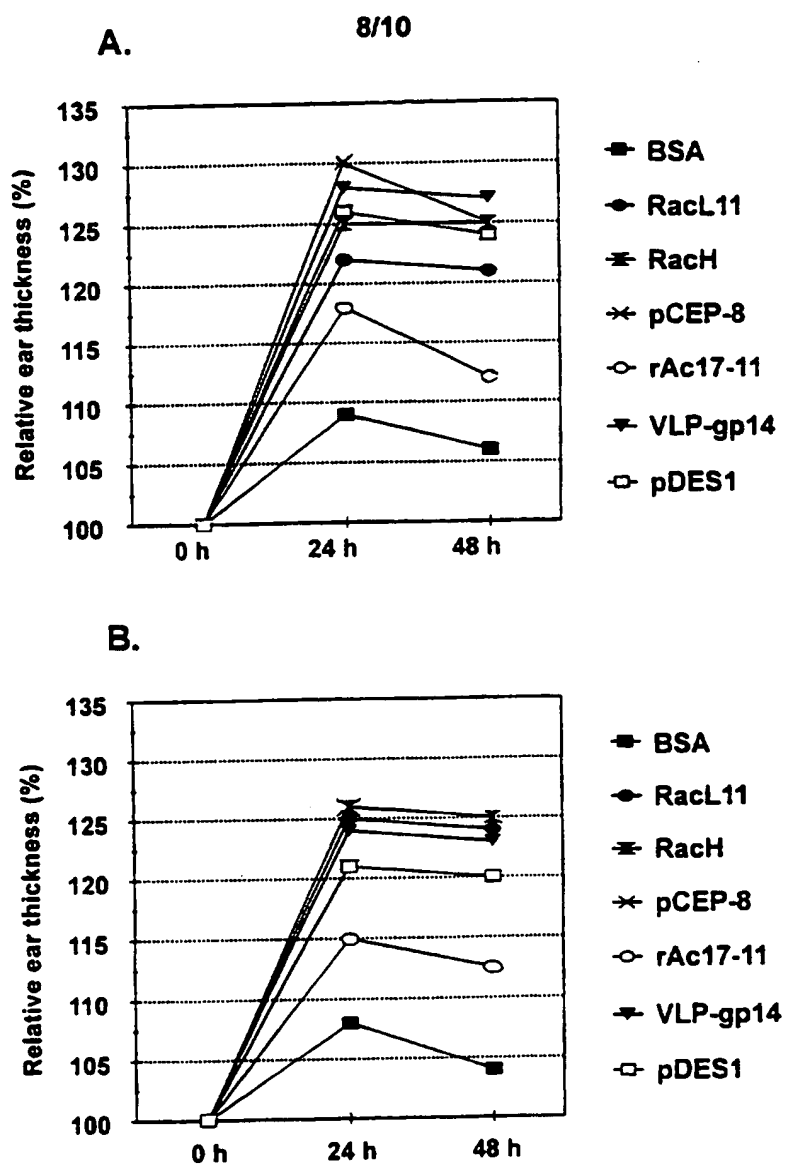 8/10
A.
Relative ear thickness (%)
135
130
125
120
115
110
105
100
0 h
24 h
48 h
BSA
RacL11
RacH
pCEP-8
rAc17-11
VLP-gp14
pDES1
B.
Relative ear thickness (%)
135
130
125
120
115
110
105
100
0 h
24 h
48 h
BSA
RacL11
RacH
pCEP-8
rAc17-11
VLP-gp14
pDES1